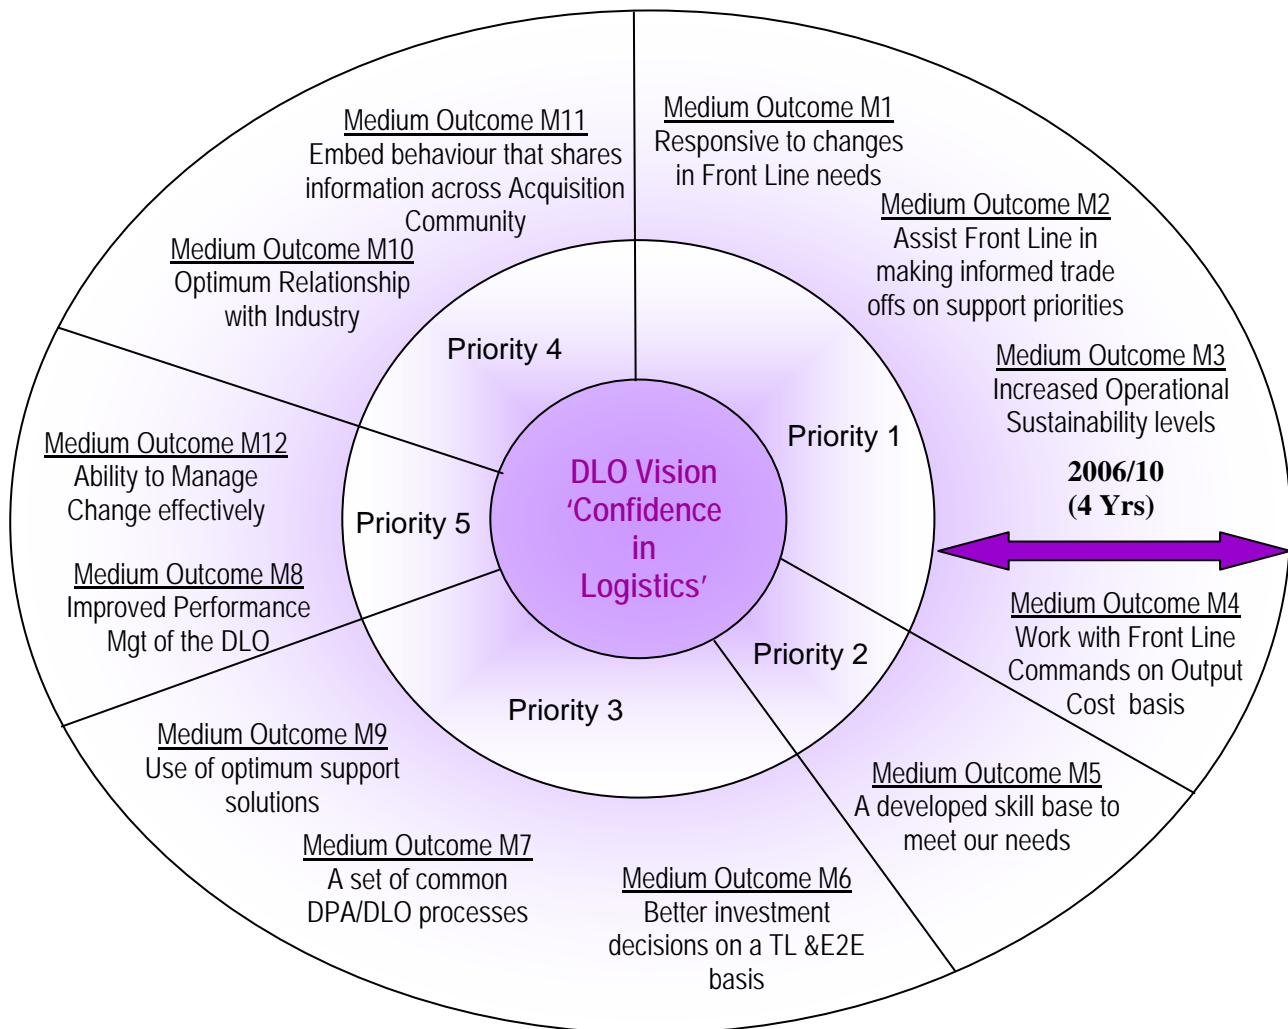 Medium Outcome M11
Embed behaviour that shares
information across Acquisition
Community
Medium Outcome M10
Optimum Relationship
with Industry
Medium Outcome M1
Responsive to changes
in Front Line needs
Medium Outcome M2
Assist Front Line in
making informed trade
offs on support priorities
Medium Outcome M3
Increased Operational
Sustainability levels
2006/10
(4 Yrs)
Priority 4
Priority 1
Medium Outcome M12
Ability to Manage
Change effectively
Priority 5
DLO Vision
‘Confidence
in
Logistics’
Medium Outcome M8
Improved Performance
Mgt of the DLO
Medium Outcome M4
Work with Front Line
Commands on Output
Cost basis
Priority 2
Priority 3
Medium Outcome M9
Use of optimum support
solutions
Medium Outcome M5
A developed skill base to
meet our needs
Medium Outcome M7
A set of common
DPA/DLO processes
Medium Outcome M6
Better investment
decisions on a TL &E2E
basis